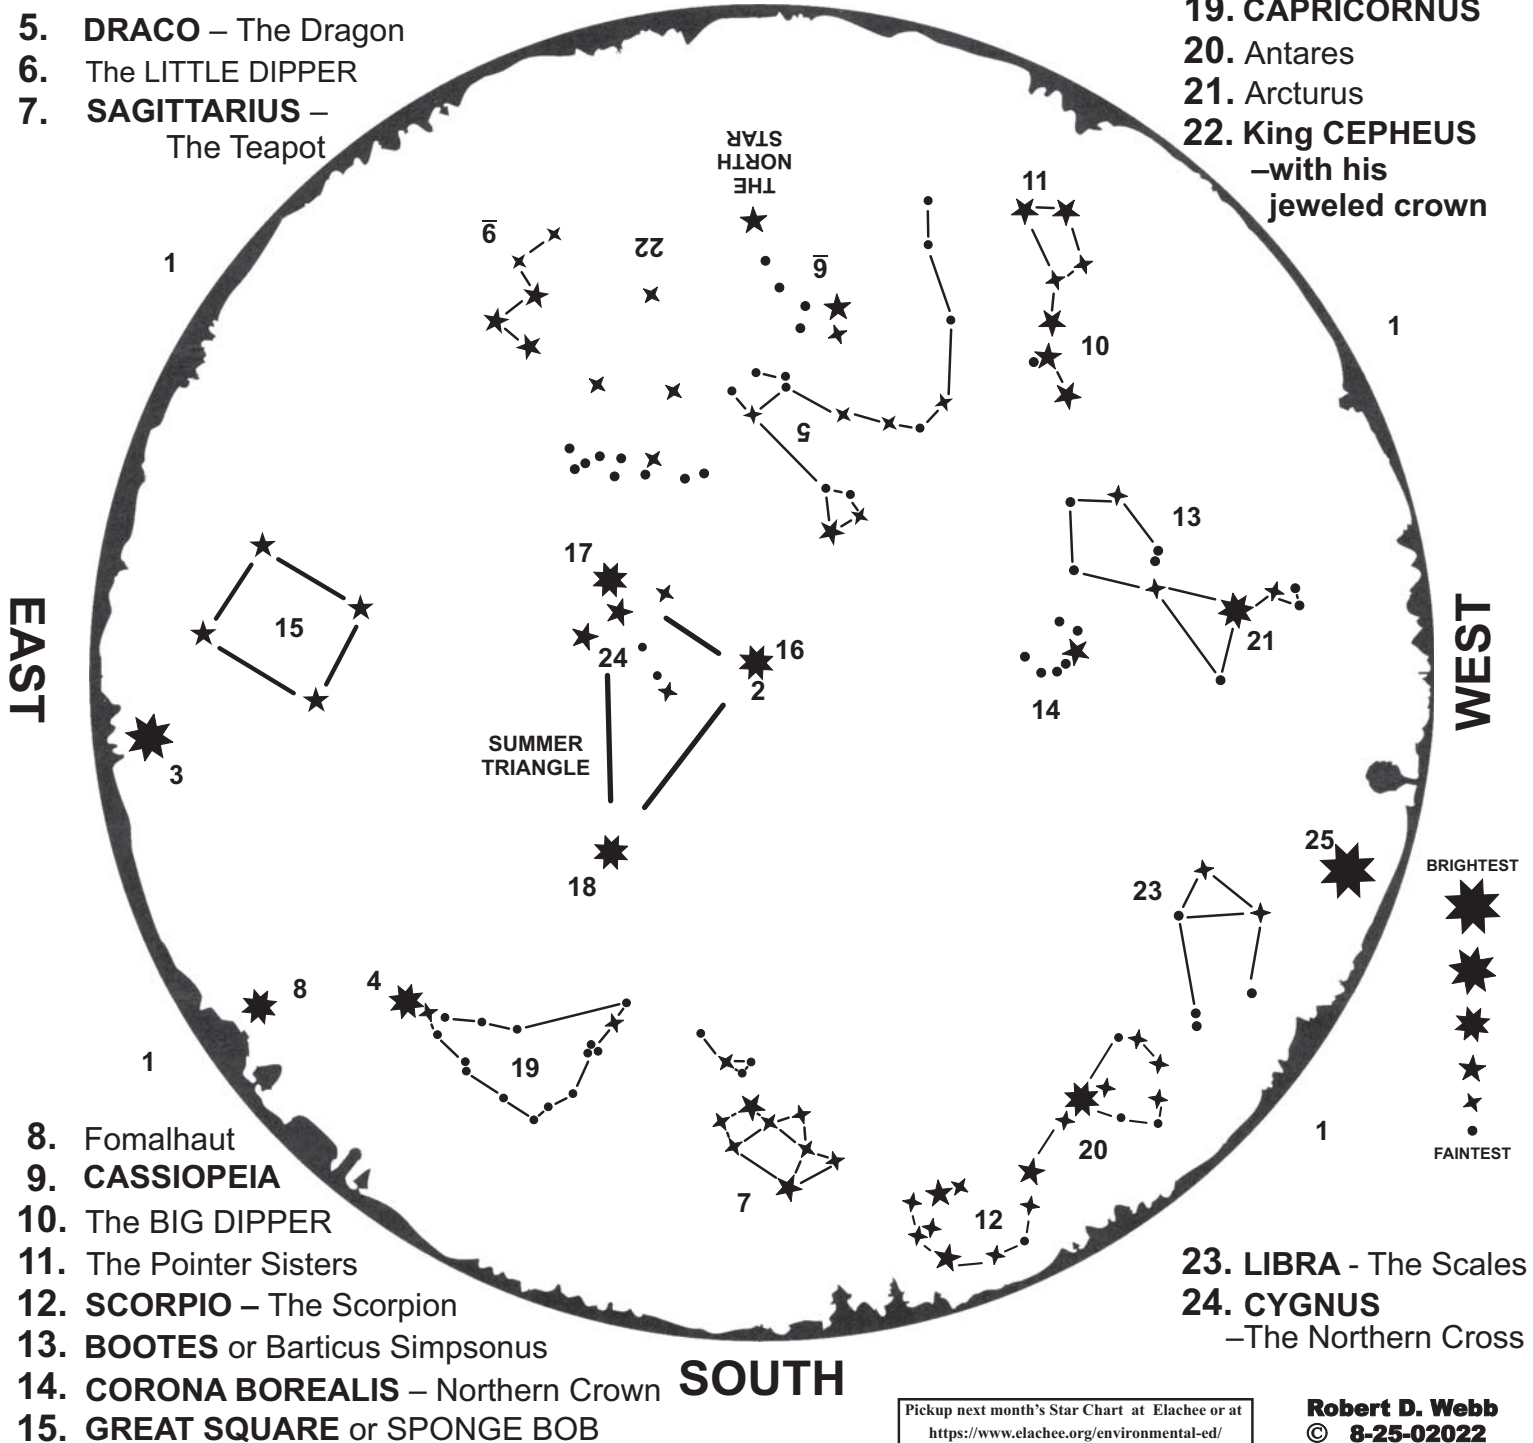 5. DRACO – The Dragon
6. The LITTLE DIPPER
7. SAGITTARIUS –
The Teapot
19. CAPRICORNUS
20. Antares
21. Arcturus
22. King CEPHEUS
–with his
jeweled crown
THE
NORTH
STAR
11
9
22
6
1
1
10
5
13
17
EAST
15
16
24
2
21
14
WEST
SUMMER
TRIANGLE
3
25
BRIGHTEST
18
23
4
8
19
1
20
1
FAINTEST
7
12
8. Fomalhaut
9. CASSIOPEIA
10. The BIG DIPPER
11. The Pointer Sisters
12. SCORPIO – The Scorpion
13. BOOTES or Barticus Simpsonus
14. CORONA BOREALIS – Northern Crown
15. GREAT SQUARE or SPONGE BOB
SOUTH
23. LIBRA - The Scales
24. CYGNUS
–The Northern Cross
Pickup next month's Star Chart at Elachee or at
https://www.elachee.org/environmental-ed/
Robert D. Webb
© 8-25-02022